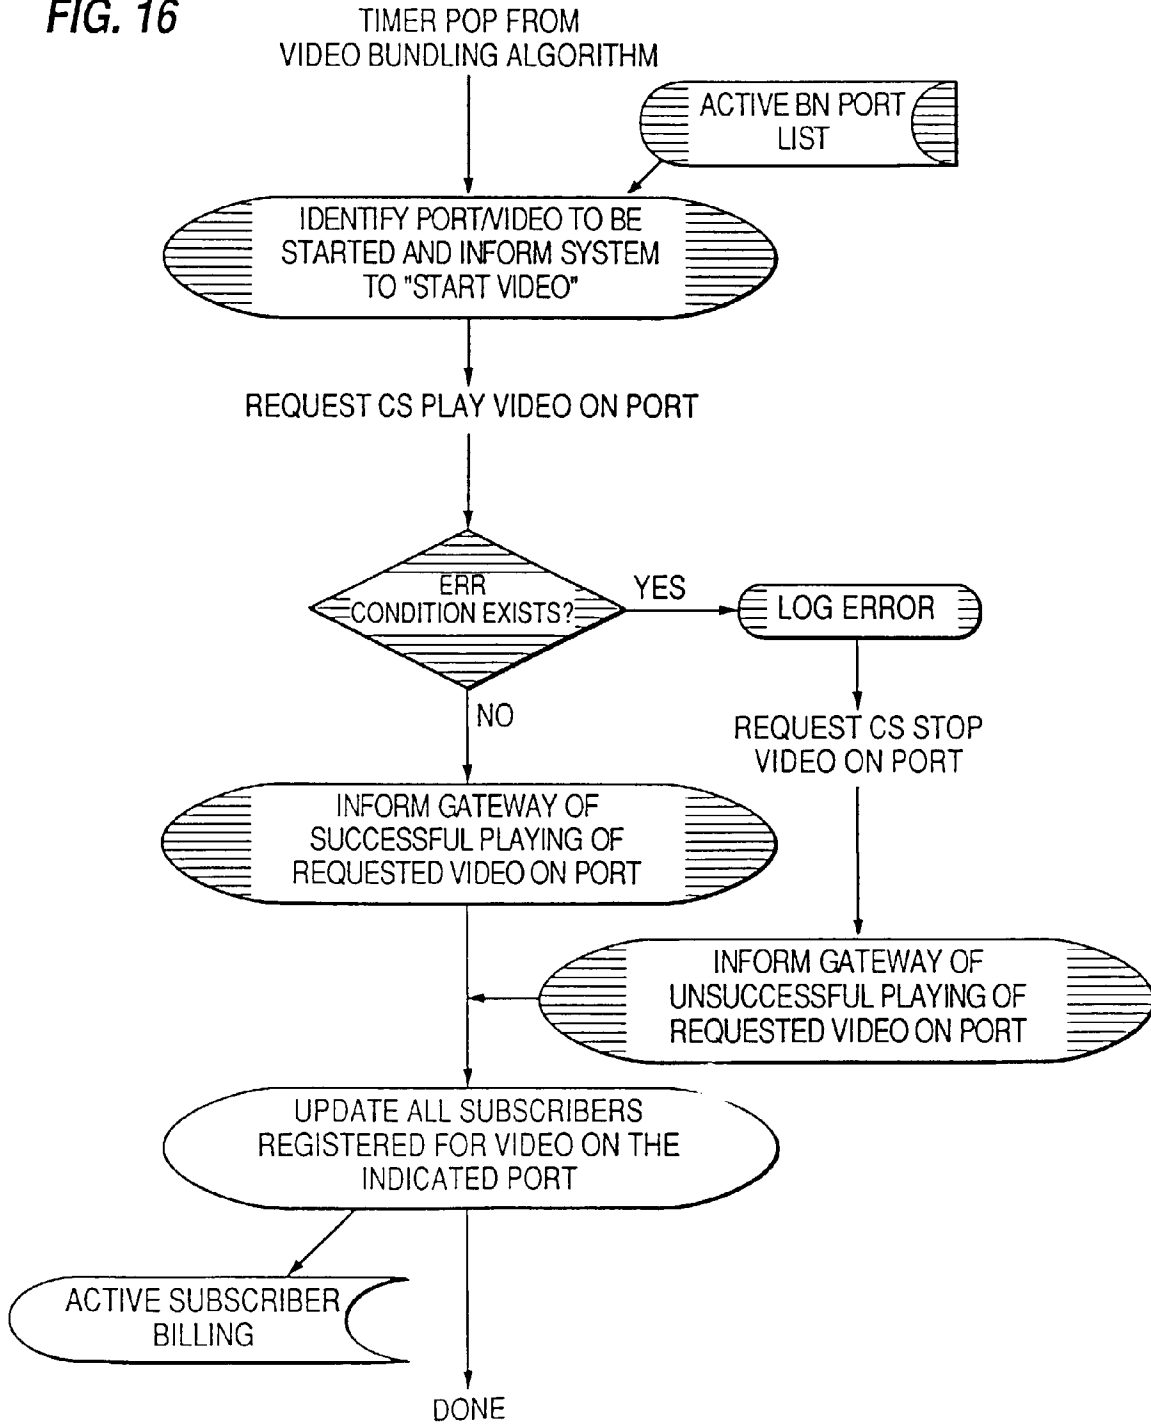 FIG. 16
TIMER POP FROM
VIDEO BUNDLING ALGORITHM
ACTIVE BN PORT
LIST
IDENTIFY PORT/VIDEO TO BE
STARTED AND INFORM SYSTEM
TO "START VIDEO"
REQUEST CS PLAY VIDEO ON PORT
ERR
CONDITION EXISTS?
YES
LOG ERROR
NO
REQUEST CS STOP
VIDEO ON PORT
INFORM GATEWAY OF
SUCCESSFUL PLAYING OF
REQUESTED VIDEO ON PORT
INFORM GATEWAY OF
UNSUCCESSFUL PLAYING OF
REQUESTED VIDEO ON PORT
UPDATE ALL SUBSCRIBERS
REGISTERED FOR VIDEO ON THE
INDICATED PORT
ACTIVE SUBSCRIBER
BILLING
DONE